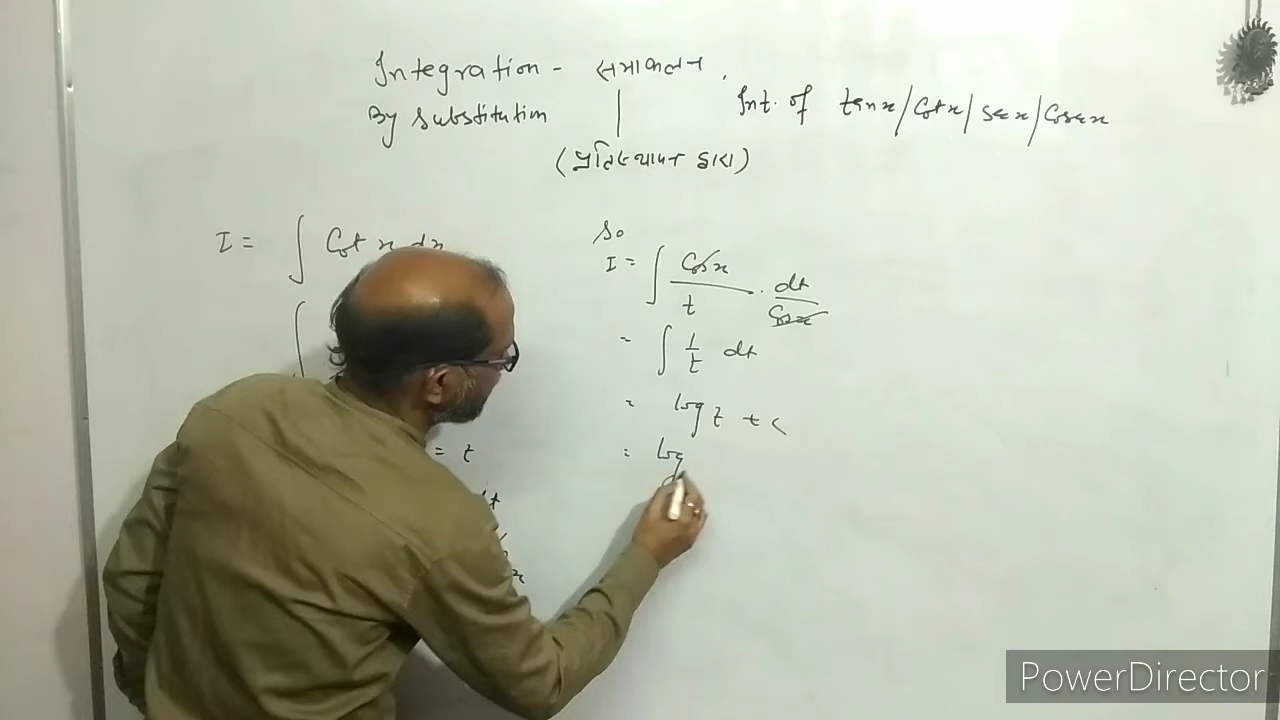 Integration - समाकलन
By Substitution
Int. of tanx/Cotx/secx/Cosecx
(प्रतिस्थापन द्वारा)
I = ∫ Cot x dx
So
I = ∫ Cosx/t · dt/Cosx
= ∫ 1/t dt
= log t + c
= log
= t
dt
PowerDirector